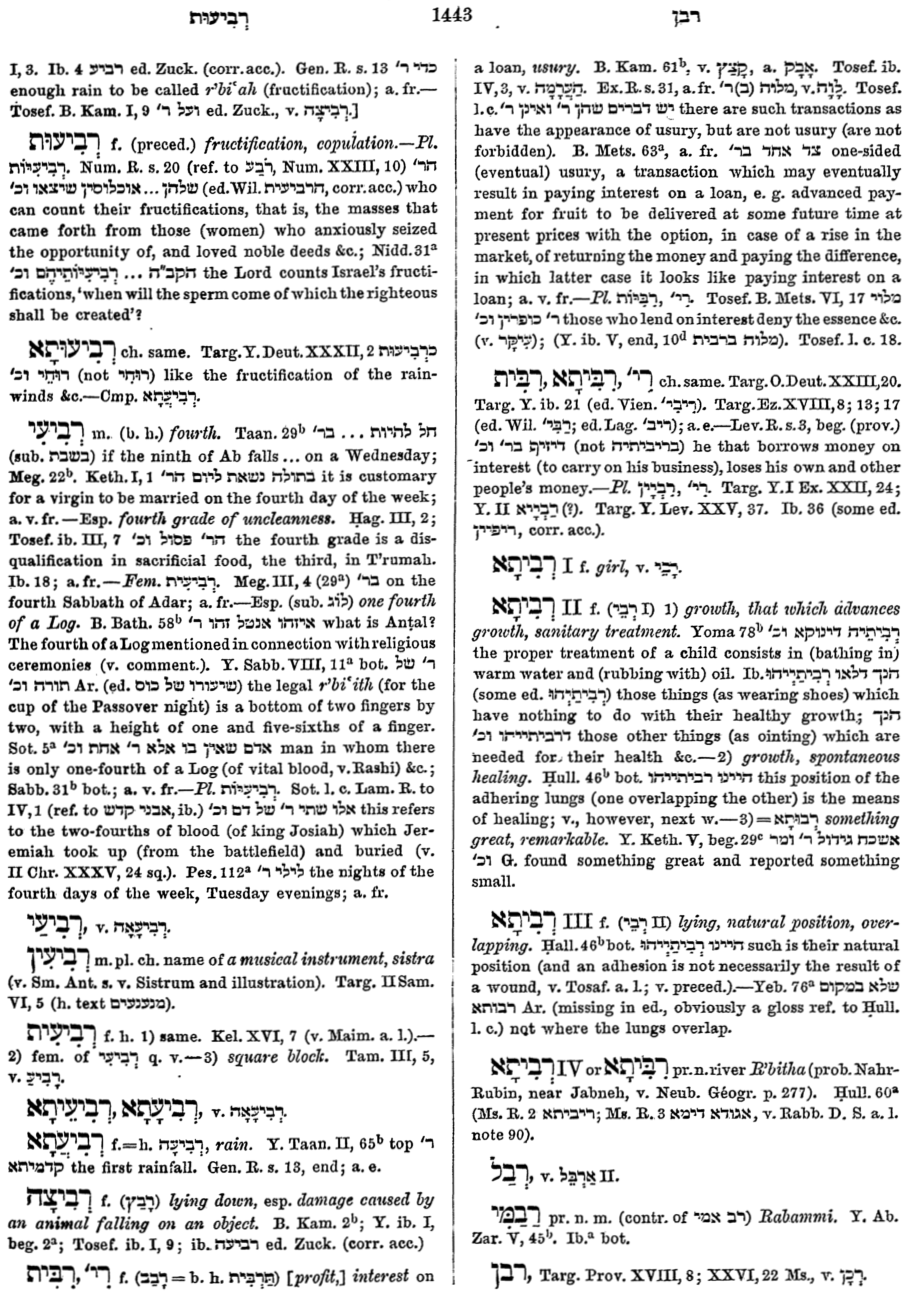 רְבִיעוּת
1443
רבן
I, 3. Ib. 4 רביע ed. Zuck. (corr. acc.). Gen. R. s. 13 כדי ר'
enough rain to be called r'biʿah (fructification); a. fr.—
Tosef. B. Kam. I, 9 ועל ר' ed. Zuck., v. רְבִיצָה.]
רְבִיעוּת f. (preced.) fructification, copulation.—Pl.
רְבִיעִיּוֹת. Num. R. s. 20 (ref. to רֹבַע, Num. XXIII, 10) הר'
שלהן ... אוכלוסין שיצאו וכ' (ed. Wil. הרביעית, corr. acc.) who
can count their fructifications, that is, the masses that
came forth from those (women) who anxiously seized
the opportunity of, and loved noble deeds &c.; Nidd. 31a
הקב"ה ... רְבִיעִיּוֹתֵיהֶם וכ' the Lord counts Israel's fructi-
fications, 'when will the sperm come of which the righteous
shall be created'?
רְבִיעוּתָא ch. same. Targ. Y. Deut. XXXII, 2 כרְבִיעוּת
רוּחֵי וכ' (not רוּחִי) like the fructification of the rain-
winds &c.—Cmp. רְבִיעֲתָא.
רְבִיעִי m. (b. h.) fourth. Taan. 29b חל להיות ... בר'
(sub. בשבת) if the ninth of Ab falls ... on a Wednesday;
Meg. 22b. Keth. I, 1 בתולה נשאת ליום הר' it is customary
for a virgin to be married on the fourth day of the week;
a. v. fr.—Esp. fourth grade of uncleanness. Ḥag. III, 2;
Tosef. ib. III, 7 הר' פסול וכ' the fourth grade is a dis-
qualification in sacrificial food, the third, in T'rumah.
Ib. 18; a. fr.—Fem. רְבִיעִית. Meg. III, 4 (29a) בר' on the
fourth Sabbath of Adar; a. fr.—Esp. (sub. לוֹג) one fourth
of a Log. B. Bath. 58b איזהו אנטל זהו ר' what is Anṭal?
The fourth of a Log mentioned in connection with religious
ceremonies (v. comment.). Y. Sabb. VIII, 11a bot. ר' של
תורה וכ' Ar. (ed. שיעורו של כוס) the legal r'biʿith (for the
cup of the Passover night) is a bottom of two fingers by
two, with a height of one and five-sixths of a finger.
Sot. 5a אדם שאין בו אלא ר' אחת וכ' man in whom there
is only one-fourth of a Log (of vital blood, v. Rashi) &c.;
Sabb. 31b bot.; a. v. fr.—Pl. רְבִיעִיּוֹת. Sot. l. c. Lam. R. to
IV, 1 (ref. to אבני קדש, ib.) אלו שתי ר' של דם וכ' this refers
to the two-fourths of blood (of king Josiah) which Jer-
emiah took up (from the battlefield) and buried (v.
II Chr. XXXV, 24 sq.). Pes. 112a לילי ר' the nights of the
fourth days of the week, Tuesday evenings; a. fr.
רְבִיעַי, v. רְבִיעָאָה.
רְבִיעִין m. pl. ch. name of a musical instrument, sistra
(v. Sm. Ant. s. v. Sistrum and illustration). Targ. II Sam.
VI, 5 (h. text מנענעים).
רְבִיעִית f. h. 1) same. Kel. XVI, 7 (v. Maim. a. l.).—
2) fem. of רְבִיעִי q. v.—3) square block. Tam. III, 5,
v. רְבִיעַ.
רְבִיעָתָא, רְבִיעֵיתָא, v. רְבִיעָאָה.
רְבִיעֲתָא f.=h. רְבִיעָה, rain. Y. Taan. II, 65b top ר'
קדמיתא the first rainfall. Gen. R. s. 13, end; a. e.
רְבִיצָה f. (רָבַץ) lying down, esp. damage caused by
an animal falling on an object. B. Kam. 2b; Y. ib. I,
beg. 2a; Tosef. ib. I, 9; ib. רביעה ed. Zuck. (corr. acc.)
רִבִּית, רי' f. (רָבַב = b. h. תַּרְבִּית) [profit,] interest on
a loan, usury. B. Kam. 61b, v. קָצַץ, a. אָבָק. Tosef. ib.
IV, 3, v. הַעֲרָמָה. Ex. R. s. 31, a. fr. מלוה (ב)ר', v. לָוָה. Tosef.
l. c. יש דברים שהן ר' ואינן ר' there are such transactions as
have the appearance of usury, but are not usury (are not
forbidden). B. Mets. 63a, a. fr. צד אחד בר' one-sided
(eventual) usury, a transaction which may eventually
result in paying interest on a loan, e. g. advanced pay-
ment for fruit to be delivered at some future time at
present prices with the option, in case of a rise in the
market, of returning the money and paying the difference,
in which latter case it looks like paying interest on a
loan; a. v. fr.—Pl. רִבִּיּוֹת, רי'. Tosef. B. Mets. VI, 17 מלוי
ר' כופרין וכ' those who lend on interest deny the essence &c.
(v. עִיקָּר); (Y. ib. V, end, 10d מלוה ברבית). Tosef. l. c. 18.
רִבִּית, רִבִּיתָא, רי' ch. same. Targ. O. Deut. XXIII, 20.
Targ. Y. ib. 21 (ed. Vien. רִיבִי'). Targ. Ez. XVIII, 8; 13; 17
(ed. Wil. רַבִּי'; ed. Lag. רִיב'); a. e.—Lev. R. s. 3, beg. (prov.)
דיזיף בר' וכ' (not בריביתיה) he that borrows money on
interest (to carry on his business), loses his own and other
people's money.—Pl. רִבִּיָין, רי'. Targ. Y. I Ex. XXII, 24;
Y. II רִבְיָיא (?). Targ. Y. Lev. XXV, 37. Ib. 36 (some ed.
ריפיין, corr. acc.).
רְבִיתָא I f. girl, v. רָבֵי.
רְבִיתָא II f. (רְבֵי I) 1) growth, that which advances
growth, sanitary treatment. Yoma 78b רְבִיתֵיה דינוקא וכ'
the proper treatment of a child consists in (bathing in)
warm water and (rubbing with) oil. Ib. הנך דלאו רְבִיתַיְיהוּ
(some ed. רְבִיתַיְהוּ) those things (as wearing shoes) which
have nothing to do with their healthy growth; הנך
דרביתייהו וכ' those other things (as ointing) which are
needed for their health &c.—2) growth, spontaneous
healing. Ḥull. 46b bot. היינו רביתייהו this position of the
adhering lungs (one overlapping the other) is the means
of healing; v., however, next w.—3)=רְבוּתָא something
great, remarkable. Y. Keth. V, beg. 29c אשכח גידול ר' ומר
וכ' G. found something great and reported something
small.
רְבִיתָא III f. (רְבֵי II) lying, natural position, over-
lapping. Ḥall. 46b bot. היינו רְבִיתַיְיהוּ such is their natural
position (and an adhesion is not necessarily the result of
a wound, v. Tosaf. a. l.; v. preced.).—Yeb. 76a שלא במקום
רבותא Ar. (missing in ed., obviously a gloss ref. to Ḥull.
l. c.) not where the lungs overlap.
רְבִיתָא IV or רִבִּיתָא pr. n. river R'bitha (prob. Nahr-
Rubin, near Jabneh, v. Neub. Géogr. p. 277). Ḥull. 60a
(Ms. R. 2 ריביתא; Ms. R. 3 אגודא דימא, v. Rabb. D. S. a. l.
note 90).
רְבַל, v. אַרְבֵּל II.
רַבַּמִּי pr. n. m. (contr. of רב אמי) Rabammi. Y. Ab.
Zar. V, 45b. Ib.a bot.
רבן, Targ. Prov. XVIII, 8; XXVI, 22 Ms., v. רְכָן.